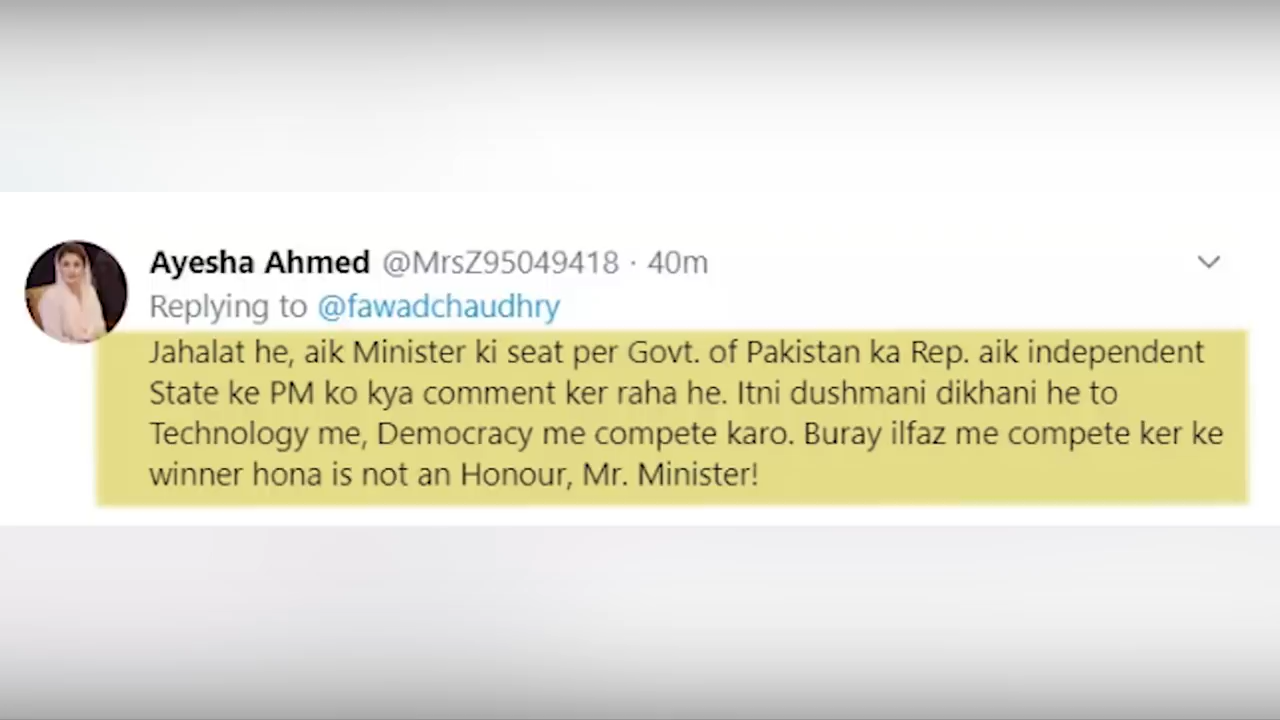 Ayesha Ahmed @MrsZ95049418 · 40m
Replying to @fawadchaudhry
Jahalat he, aik Minister ki seat per Govt. of Pakistan ka Rep. aik independent
State ke PM ko kya comment ker raha he. Itni dushmani dikhani he to
Technology me, Democracy me compete karo. Buray ilfaz me compete ker ke
winner hona is not an Honour, Mr. Minister!